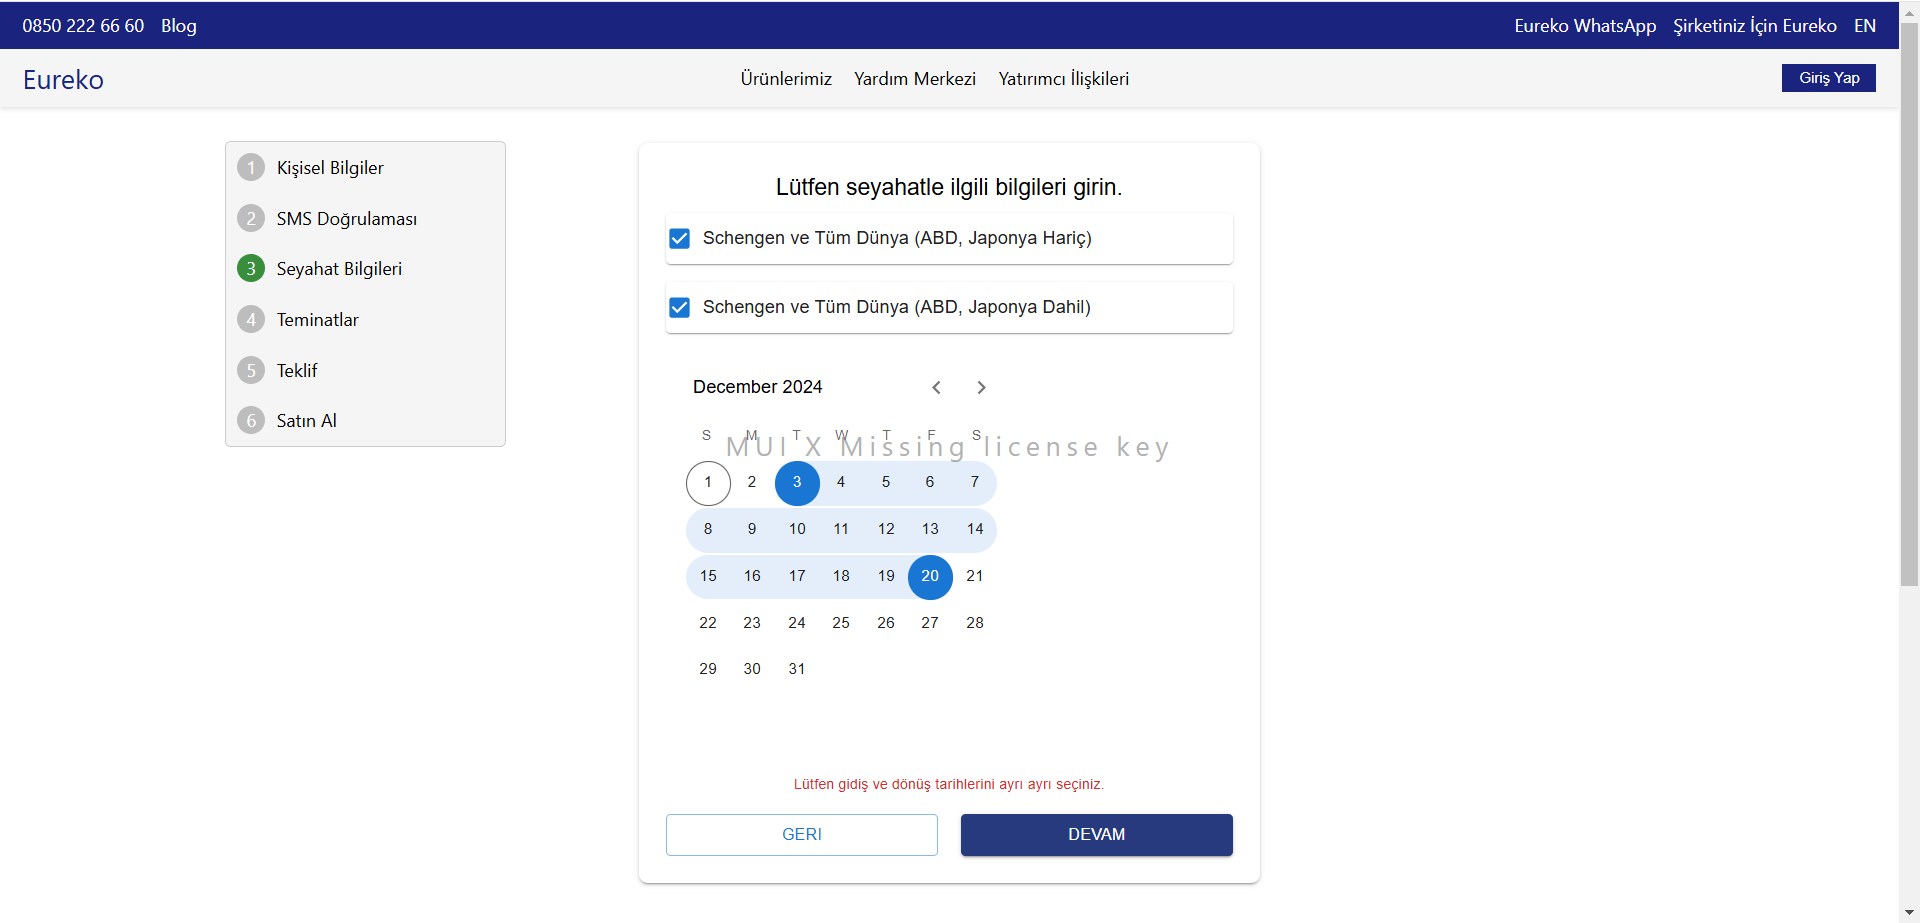 0850 222 66 60 Blog Eureko WhatsApp Şirketiniz İçin Eureko EN
Eureko Ürünlerimiz Yardım Merkezi Yatırımcı İlişkileri Giriş Yap
1 Kişisel Bilgiler
2 SMS Doğrulaması
3 Seyahat Bilgileri
4 Teminatlar
5 Teklif
6 Satın Al
Lütfen seyahatle ilgili bilgileri girin.
Schengen ve Tüm Dünya (ABD, Japonya Hariç)
Schengen ve Tüm Dünya (ABD, Japonya Dahil)
December 2024
S M T W T F S
MUI X Missing license key
1 2 3 4 5 6 7
8 9 10 11 12 13 14
15 16 17 18 19 20 21
22 23 24 25 26 27 28
29 30 31
Lütfen gidiş ve dönüş tarihlerini ayrı ayrı seçiniz.
GERI DEVAM